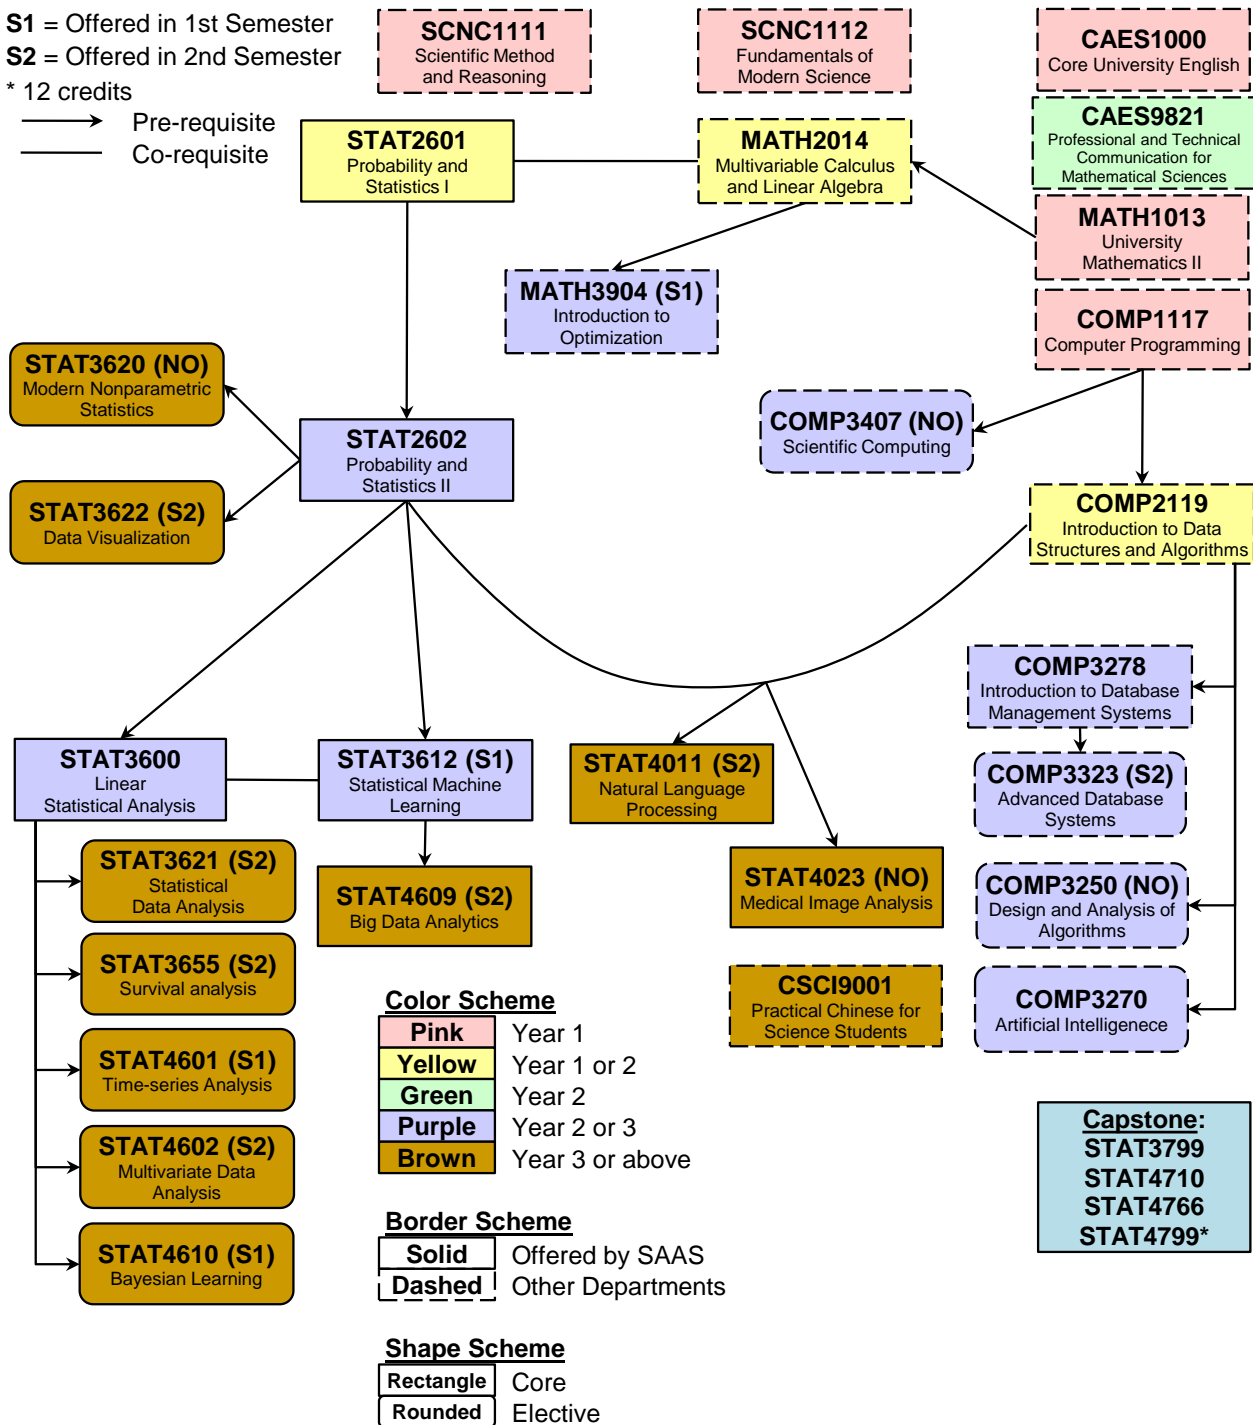 S1 = Offered in 1st Semester
S2 = Offered in 2nd Semester
* 12 credits
Pre-requisite
Co-requisite
SCNC1111
Scientific Method
and Reasoning
SCNC1112
Fundamentals of
Modern Science
CAES1000
Core University English
CAES9821
Professional and Technical
Communication for
Mathematical Sciences
STAT2601
Probability and
Statistics I
MATH2014
Multivariable Calculus
and Linear Algebra
MATH1013
University
Mathematics II
MATH3904 (S1)
Introduction to
Optimization
COMP1117
Computer Programming
STAT3620 (NO)
Modern Nonparametric
Statistics
STAT2602
Probability and
Statistics II
COMP3407 (NO)
Scientific Computing
STAT3622 (S2)
Data Visualization
COMP2119
Introduction to Data
Structures and Algorithms
COMP3278
Introduction to Database
Management Systems
STAT3600
Linear
Statistical Analysis
STAT3612 (S1)
Statistical Machine
Learning
STAT4011 (S2)
Natural Language
Processing
COMP3323 (S2)
Advanced Database
Systems
STAT3621 (S2)
Statistical
Data Analysis
STAT4609 (S2)
Big Data Analytics
STAT4023 (NO)
Medical Image Analysis
COMP3250 (NO)
Design and Analysis of
Algorithms
STAT3655 (S2)
Survival analysis
CSCI9001
Practical Chinese for
Science Students
COMP3270
Artificial Intelligenece
STAT4601 (S1)
Time-series Analysis
STAT4602 (S2)
Multivariate Data
Analysis
STAT4610 (S1)
Bayesian Learning
Color Scheme
Pink Year 1
Yellow Year 1 or 2
Green Year 2
Purple Year 2 or 3
Brown Year 3 or above
Border Scheme
Solid Offered by SAAS
Dashed Other Departments
Shape Scheme
Rectangle Core
Rounded Elective
Capstone:
STAT3799
STAT4710
STAT4766
STAT4799*